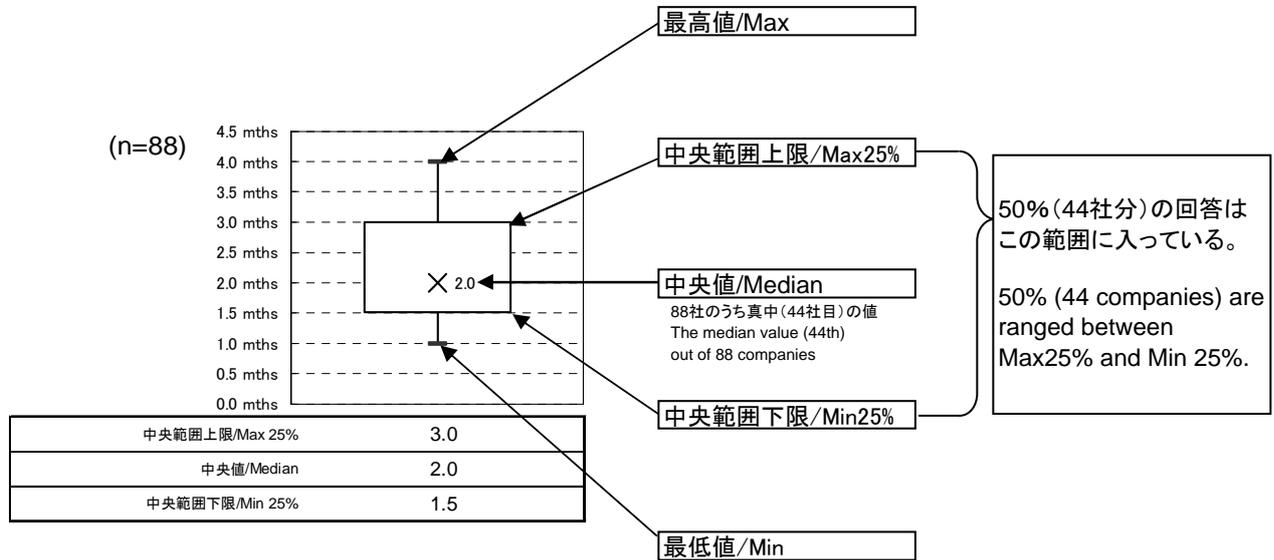 最高値/Max
(n=88)
4.5 mths
4.0 mths
3.5 mths
3.0 mths
2.5 mths
2.0 mths
1.5 mths
1.0 mths
0.5 mths
0.0 mths
2.0
中央範囲上限/Max25%
中央値/Median
88社のうち真中(44社目)の値
The median value (44th)
out of 88 companies
中央範囲下限/Min25%
最低値/Min
50%(44社分)の回答は
この範囲に入っている。
50% (44 companies) are
ranged between
Max25% and Min 25%.
中央範囲上限/Max 25% 3.0
中央値/Median 2.0
中央範囲下限/Min 25% 1.5